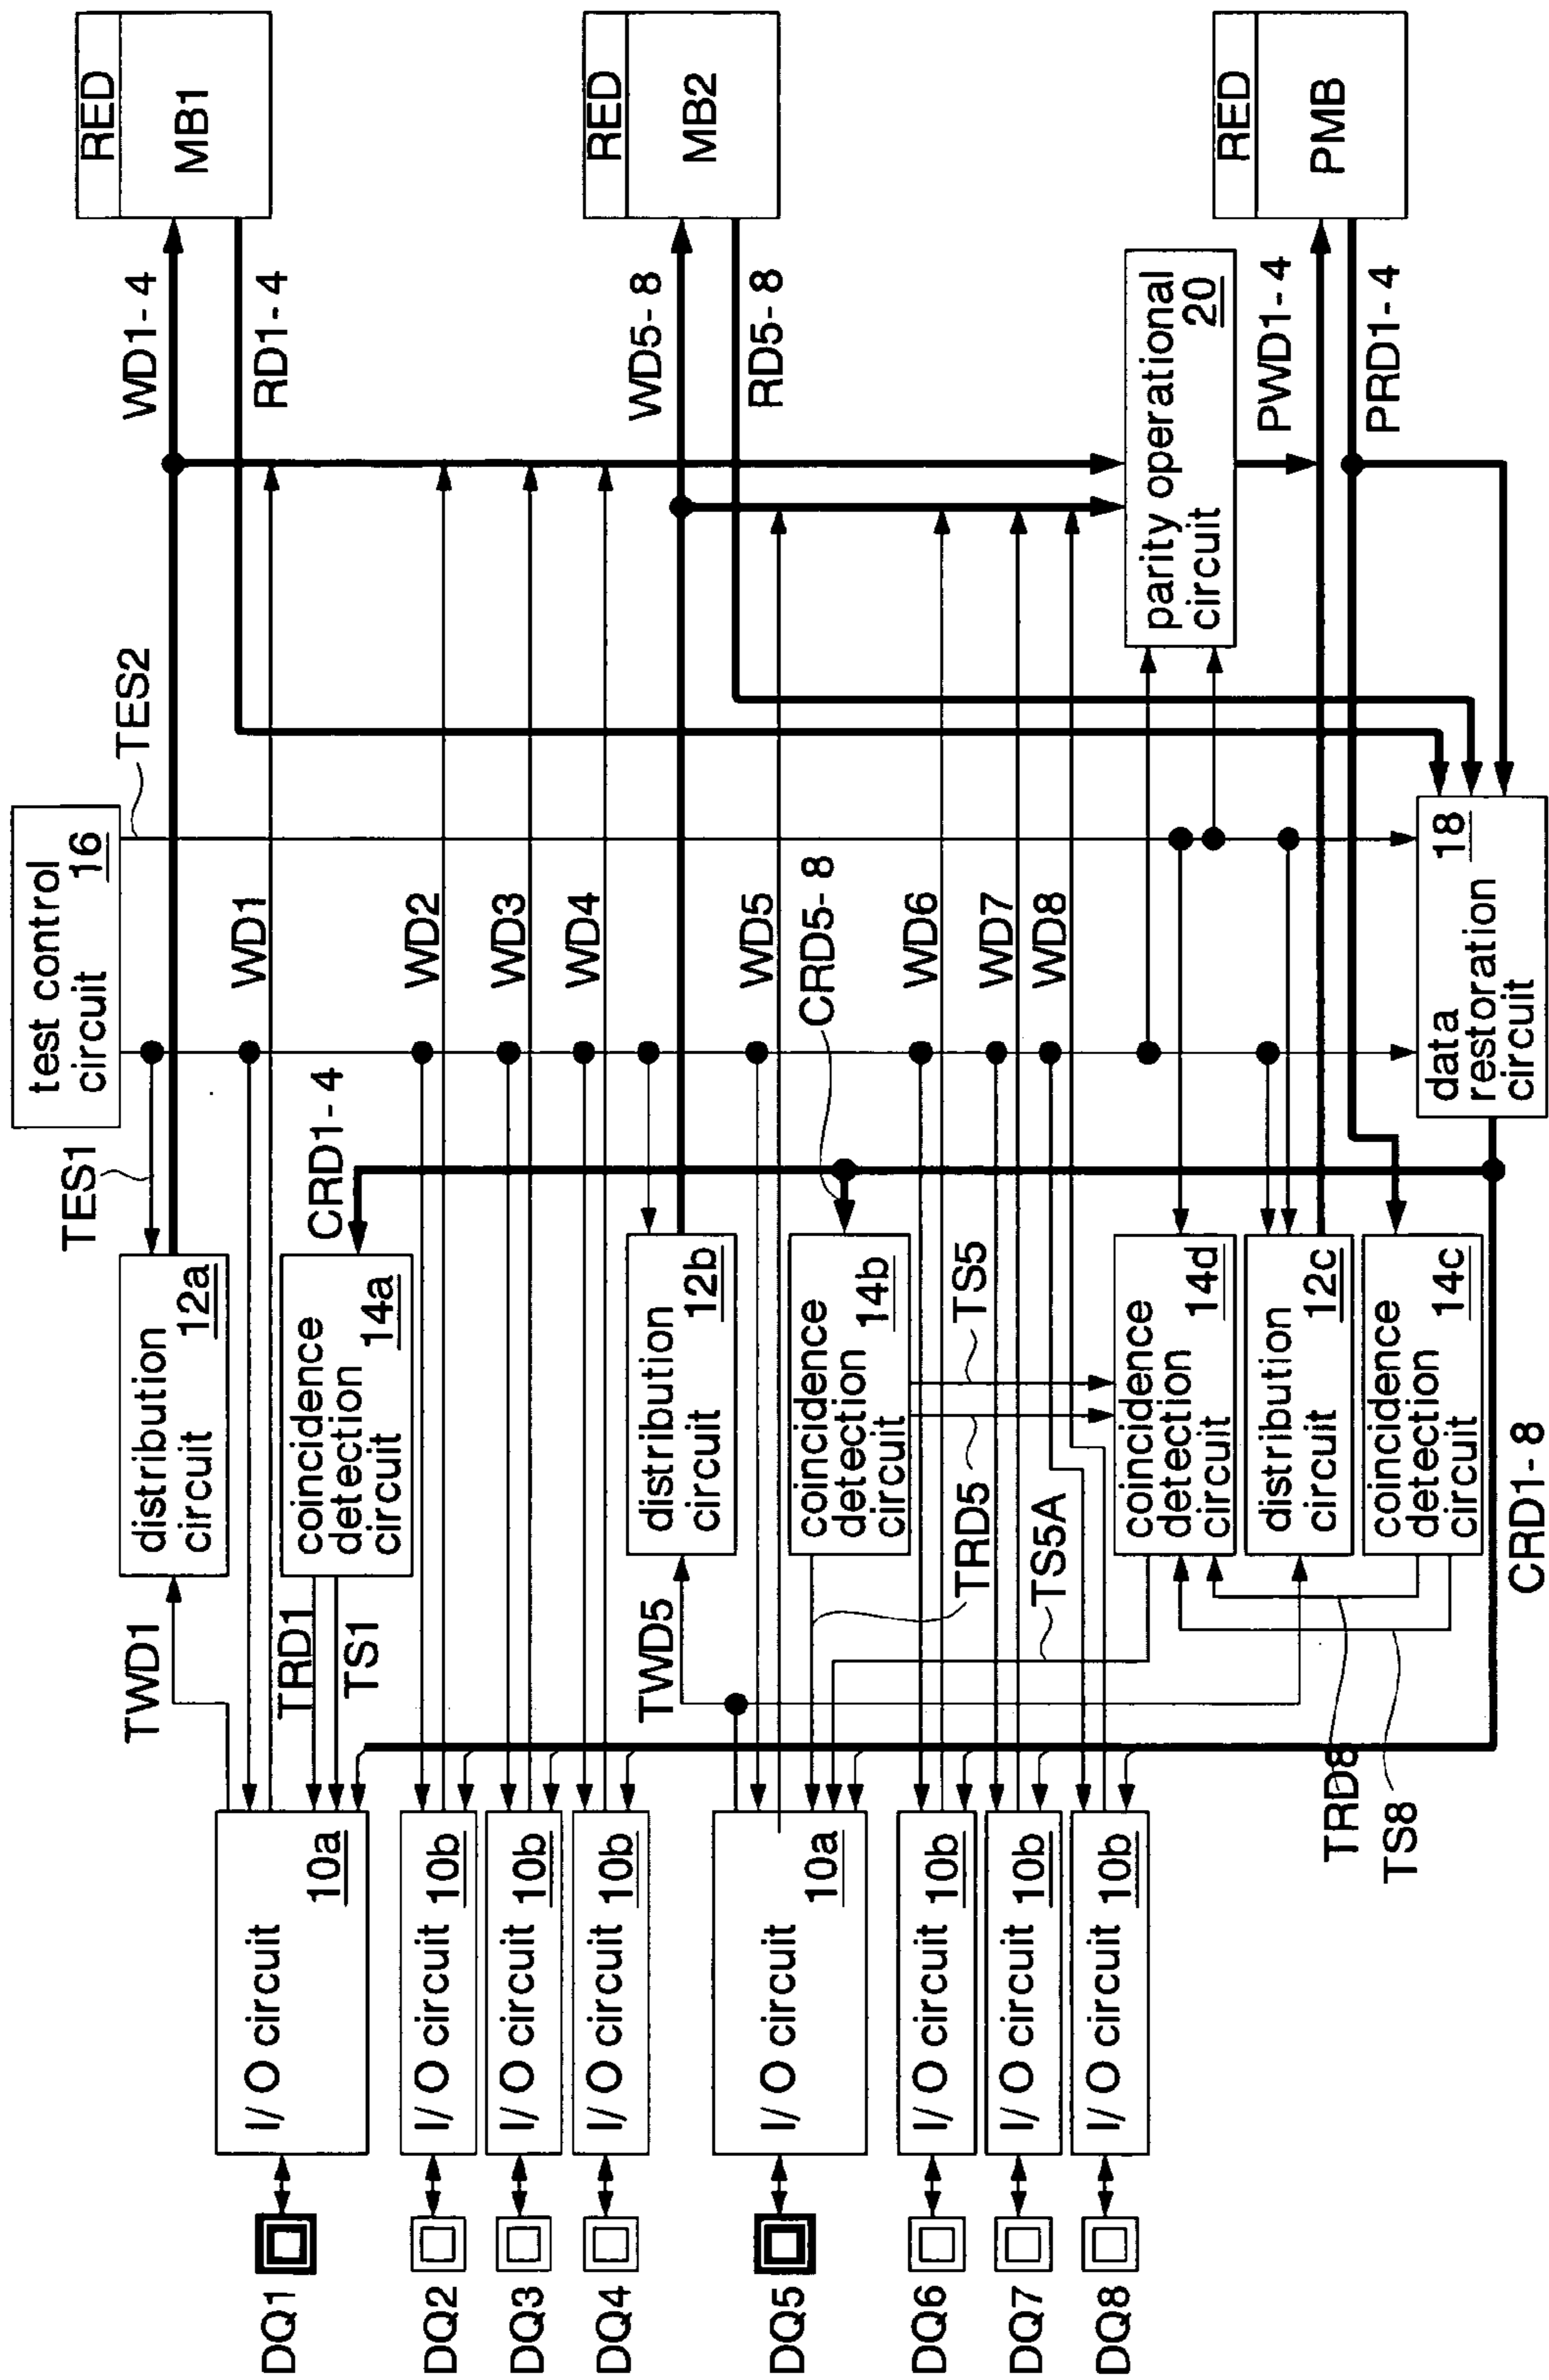 RED
MB1
WD1-4
RD1-4
RED
MB2
WD5-8
RD5-8
RED
PMB
PWD1-4
PRD1-4
parity operational
circuit 20
TES2
test control
circuit 16
TES1
WD1
WD2
WD3
WD4
WD5
CRD5-8
WD6
WD7
WD8
data
restoration
circuit
18
CRD1-4
distribution
circuit 12a
coincidence
detection
circuit 14a
distribution
circuit 12b
coincidence
detection
circuit 14b
TS5
coincidence
detection
circuit 14d
distribution
circuit 12c
coincidence
detection
circuit 14c
CRD1-8
TWD1
TRD1
TS1
TWD5
TRD5
TS5A
TRD8
TS8
I/O circuit 10a
I/O circuit 10b
I/O circuit 10b
I/O circuit 10b
I/O circuit 10a
I/O circuit 10b
I/O circuit 10b
I/O circuit 10b
DQ1
DQ2
DQ3
DQ4
DQ5
DQ6
DQ7
DQ8